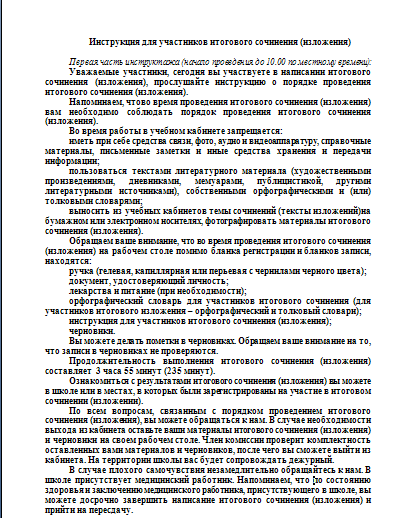 Инструкция для участников итогового сочинения (изложения)
Первая часть инструктажа (начало проведения до 10.00 по местному времени):
Уважаемые участники, сегодня вы участвуете в написании итогового
сочинения (изложения), прослушайте инструкцию о порядке проведения
итогового сочинения (изложения).
Напоминаем, что во время проведения итогового сочинения (изложения)
вам необходимо соблюдать порядок проведения итогового сочинения
(изложения).
Во время работы в учебном кабинете запрещается:
иметь при себе средства связи, фото, аудио и видеоаппаратуру, справочные
материалы, письменные заметки и иные средства хранения и передачи
информации;
пользоваться текстами литературного материала (художественными
произведениями, дневниками, мемуарами, публицистикой, другими
литературными источниками), собственными орфографическими и (или)
толковыми словарями;
выносить из учебных кабинетов темы сочинений (тексты изложений)на
бумажном или электронном носителях, фотографировать материалы итогового
сочинения (изложения).
Обращаем ваше внимание, что во время проведения итогового сочинения
(изложения) на рабочем столе помимо бланка регистрации и бланков записи,
находятся:
ручка (гелевая, капиллярная или перьевая с чернилами черного цвета);
документ, удостоверяющий личность;
лекарства и питание (при необходимости);
орфографический словарь для участников итогового сочинения (для
участников итогового изложения – орфографический и толковый словари);
инструкция для участников итогового сочинения (изложения);
черновики.
Вы можете делать пометки в черновиках. Обращаем ваше внимание на то,
что записи в черновиках не проверяются.
Продолжительность выполнения итогового сочинения (изложения)
составляет 3 часа 55 минут (235 минут).
Ознакомиться с результатами итогового сочинения (изложения) вы можете
в школе или в местах, в которых были зарегистрированы на участие в итоговом
сочинении (изложении).
По всем вопросам, связанным с порядком проведением итогового
сочинения (изложения), вы можете обращаться к нам. В случае необходимости
выхода из кабинета оставьте ваши материалы итогового сочинения (изложения)
и черновики на своем рабочем столе. Член комиссии проверит комплектность
оставленных вами материалов и черновиков, после чего вы сможете выйти из
кабинета. На территории школы вас будет сопровождать дежурный.
В случае плохого самочувствия незамедлительно обращайтесь к нам. В
школе присутствует медицинский работник. Напоминаем, что по состоянию
здоровья и заключению медицинского работника, присутствующего в школе, вы
можете досрочно завершить написание итогового сочинения (изложения) и
прийти на пересдачу.